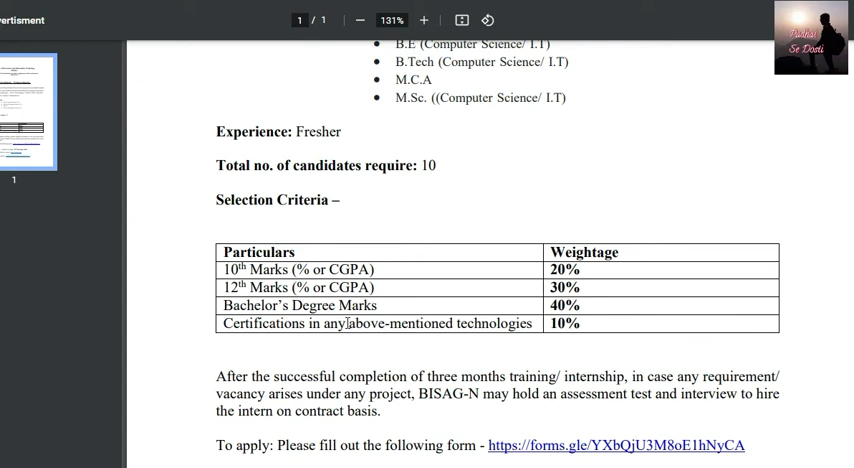 vertisment
1 / 1
131%
Padhai
Se Dosti
B.E (Computer Science/ I.T)
B.Tech (Computer Science/ I.T)
M.C.A
M.Sc. ((Computer Science/ I.T)
Experience: Fresher
Total no. of candidates require: 10
Selection Criteria –
Particulars Weightage
10th Marks (% or CGPA) 20%
12th Marks (% or CGPA) 30%
Bachelor's Degree Marks 40%
Certifications in any above-mentioned technologies 10%
After the successful completion of three months training/ internship, in case any requirement/
vacancy arises under any project, BISAG-N may hold an assessment test and interview to hire
the intern on contract basis.
To apply: Please fill out the following form - https://forms.gle/YXbQjU3M8oE1hNyCA
1